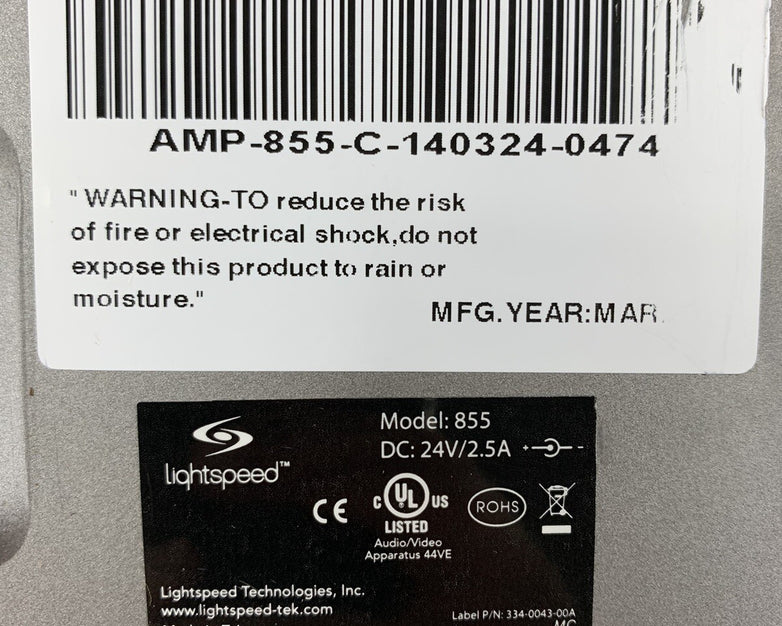 AMP-855-C-140324-0474
" WARNING-TO reduce the risk
of fire or electrical shock,do not
expose this product to rain or
moisture."
MFG.YEAR:MAR.
Model: 855
DC: 24V/2.5A + -
lightspeed™
CE
C UL US
LISTED
ROHS
Audio/Video
Apparatus 44VE
Lightspeed Technologies, Inc.
www.lightspeed-tek.com
Label P/N: 334-0043-00A